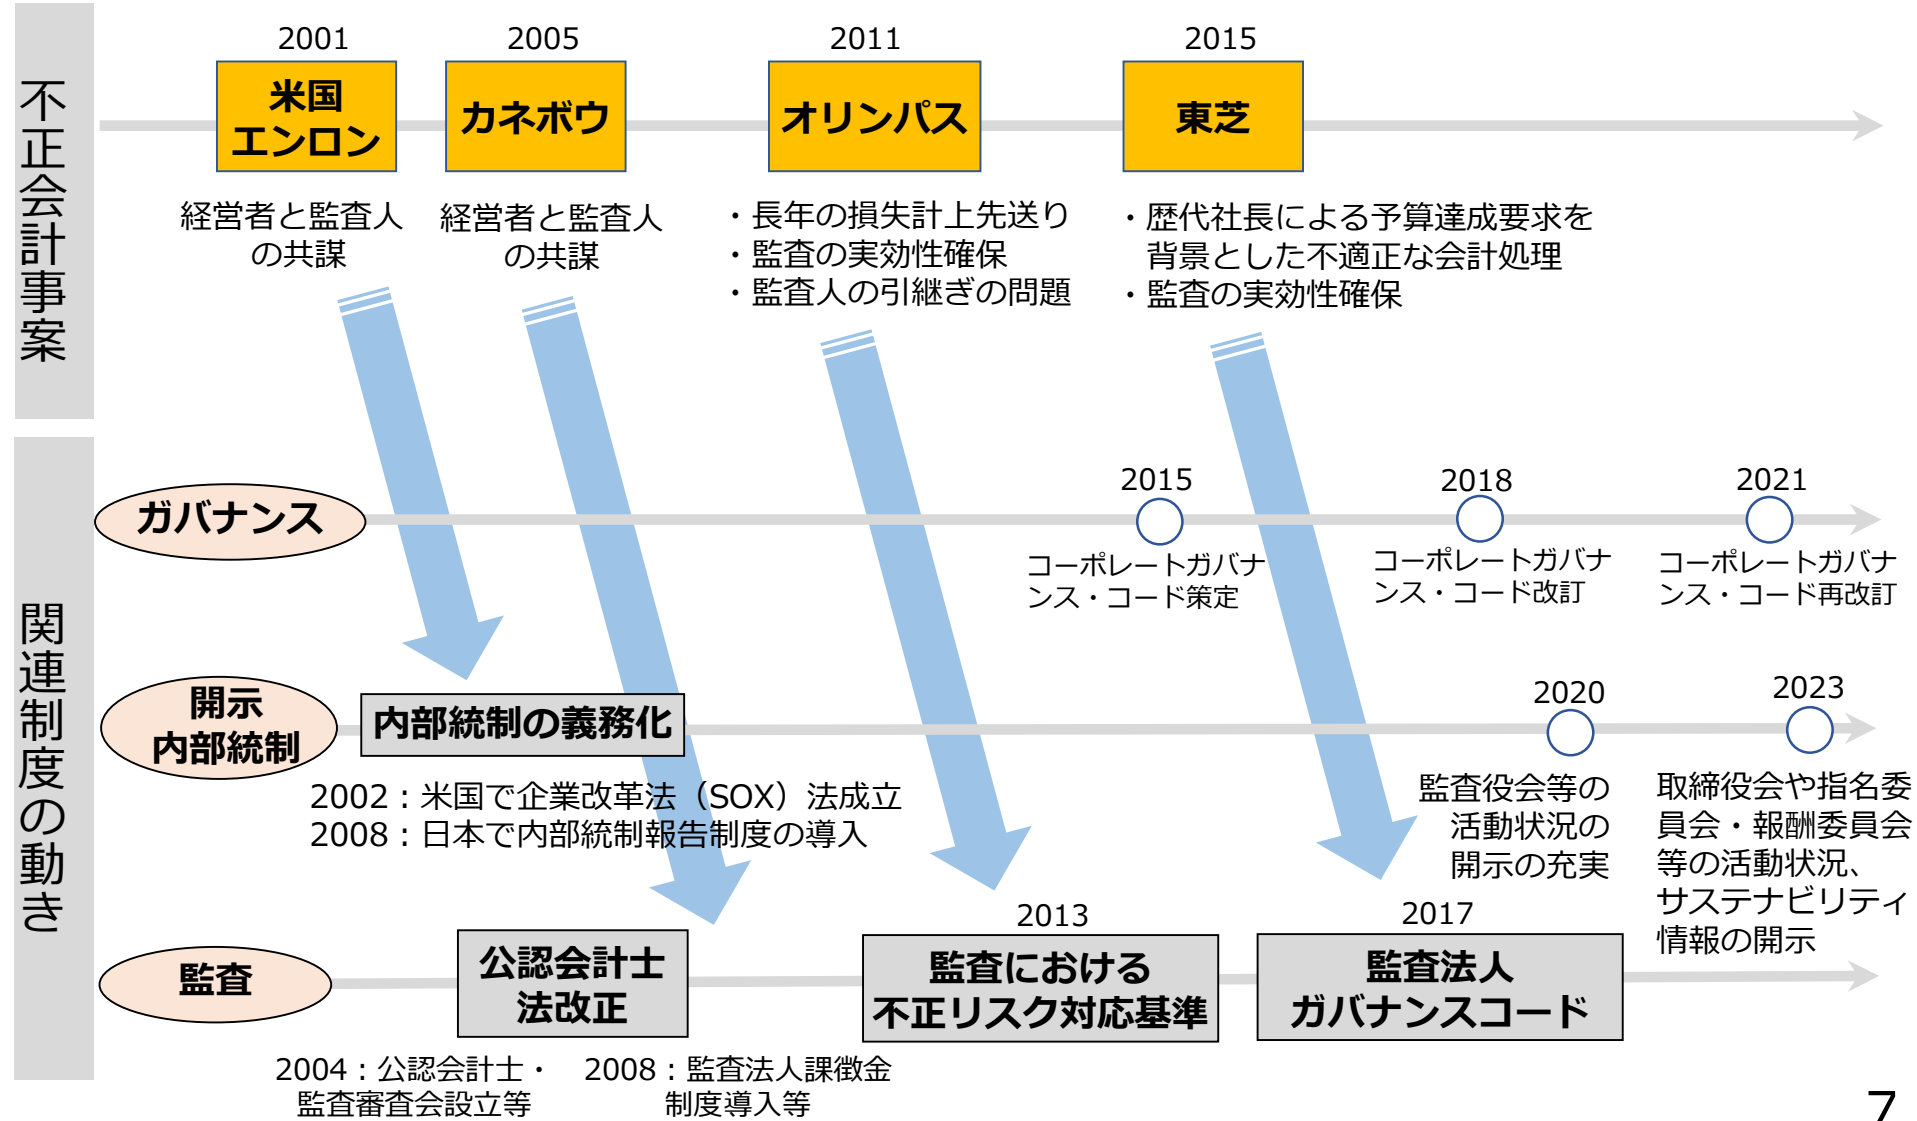 不正会計事案
2001
米国
エンロン
経営者と監査人
の共謀
2005
カネボウ
経営者と監査人
の共謀
2011
オリンパス
・長年の損失計上先送り
・監査の実効性確保
・監査人の引継ぎの問題
2015
東芝
・歴代社長による予算達成要求を
背景とした不適正な会計処理
・監査の実効性確保
関連制度の動き
ガバナンス
2015
コーポレートガバナ
ンス・コード策定
2018
コーポレートガバナ
ンス・コード改訂
2021
コーポレートガバナ
ンス・コード再改訂
開示
内部統制
内部統制の義務化
2002：米国で企業改革法（SOX）法成立
2008：日本で内部統制報告制度の導入
2020
監査役会等の
活動状況の
開示の充実
2023
取締役会や指名委
員会・報酬委員会
等の活動状況、
サステナビリティ
情報の開示
監査
公認会計士
法改正
2004：公認会計士・
監査審査会設立等
2008：監査法人課徴金
制度導入等
2013
監査における
不正リスク対応基準
2017
監査法人
ガバナンスコード
7